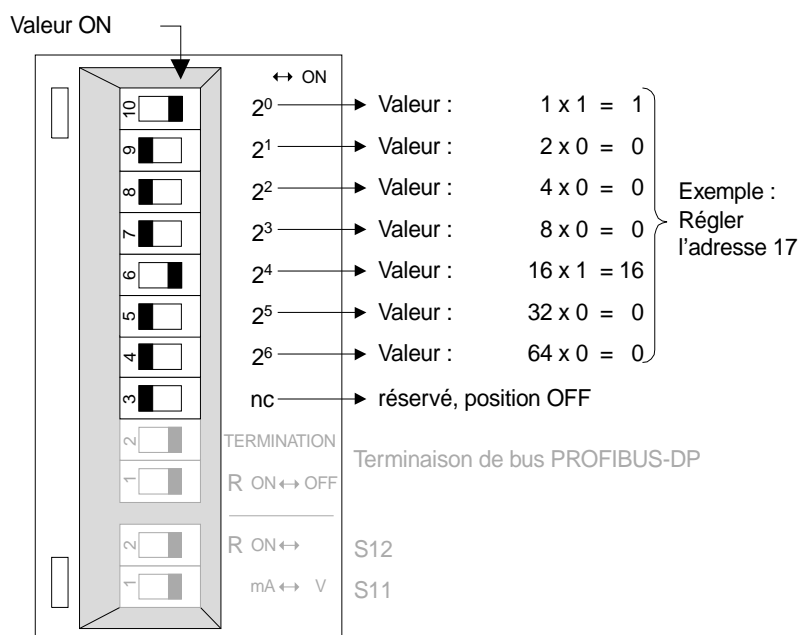 Valeur ON
↔ ON
10 2⁰ Valeur : 1 x 1 = 1
9 2¹ Valeur : 2 x 0 = 0
8 2² Valeur : 4 x 0 = 0
7 2³ Valeur : 8 x 0 = 0
6 2⁴ Valeur : 16 x 1 = 16
5 2⁵ Valeur : 32 x 0 = 0
4 2⁶ Valeur : 64 x 0 = 0
Exemple :
Régler
l’adresse 17
3 nc réservé, position OFF
2 TERMINATION
Terminaison de bus PROFIBUS-DP
1 R ON ↔ OFF
2 R ON ↔ S12
1 mA ↔ V S11